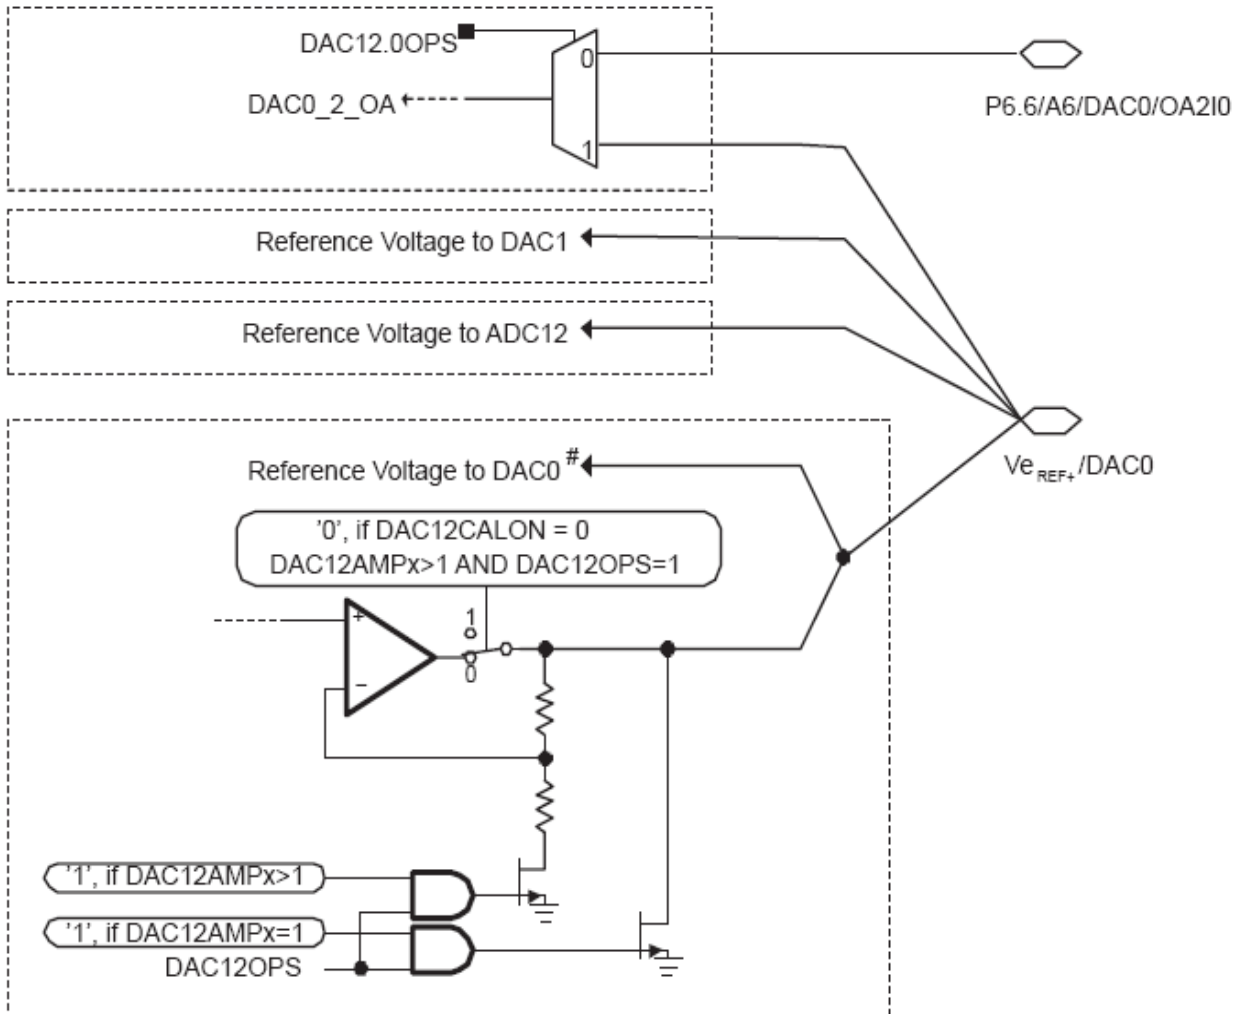 DAC12.0OPS
0
DAC0_2_OA
P6.6/A6/DAC0/OA2I0
1
Reference Voltage to DAC1
Reference Voltage to ADC12
Reference Voltage to DAC0 #
VeREF+/DAC0
'0', if DAC12CALON = 0
DAC12AMPx>1 AND DAC12OPS=1
1
+
0
−
'1', if DAC12AMPx>1
'1', if DAC12AMPx=1
DAC12OPS